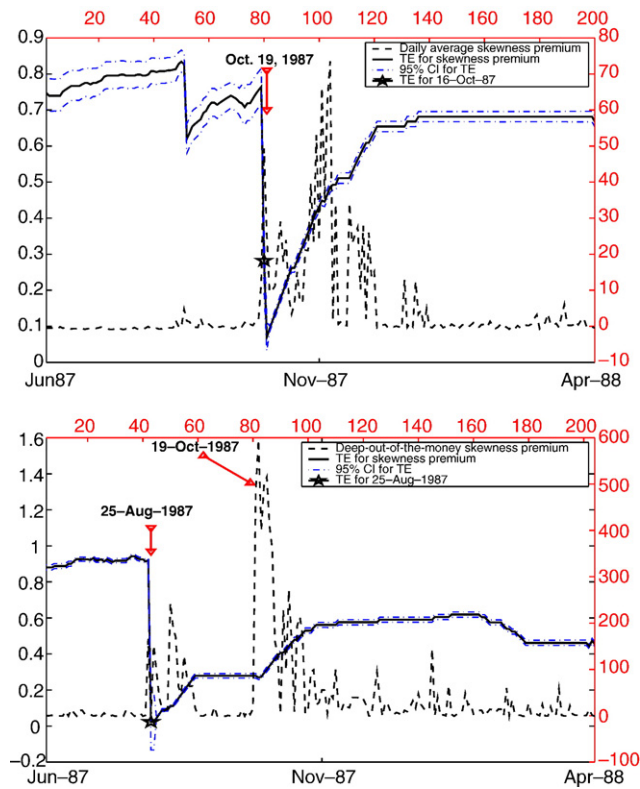 20 40 60 80 100 120 140 160 180 200
0.9
0.8
0.7
0.6
0.5
0.4
0.3
0.2
0.1
0
80
70
60
50
40
30
20
10
0
−10
Oct. 19, 1987
Daily average skewness premium
TE for skewness premium
95% CI for TE
TE for 16−Oct−87
Jun87 Nov−87 Apr−88
20 40 60 80 100 120 140 160 180 200
1.6
1.4
1.2
1
0.8
0.6
0.4
0.2
0
−0.2
600
500
400
300
200
100
0
−100
19−Oct−1987
25−Aug−1987
Deep−out−of−the−money skewness premium
TE for skewness premium
95% CI for TE
TE for 25−Aug−1987
Jun−87 Nov−87 Apr−88